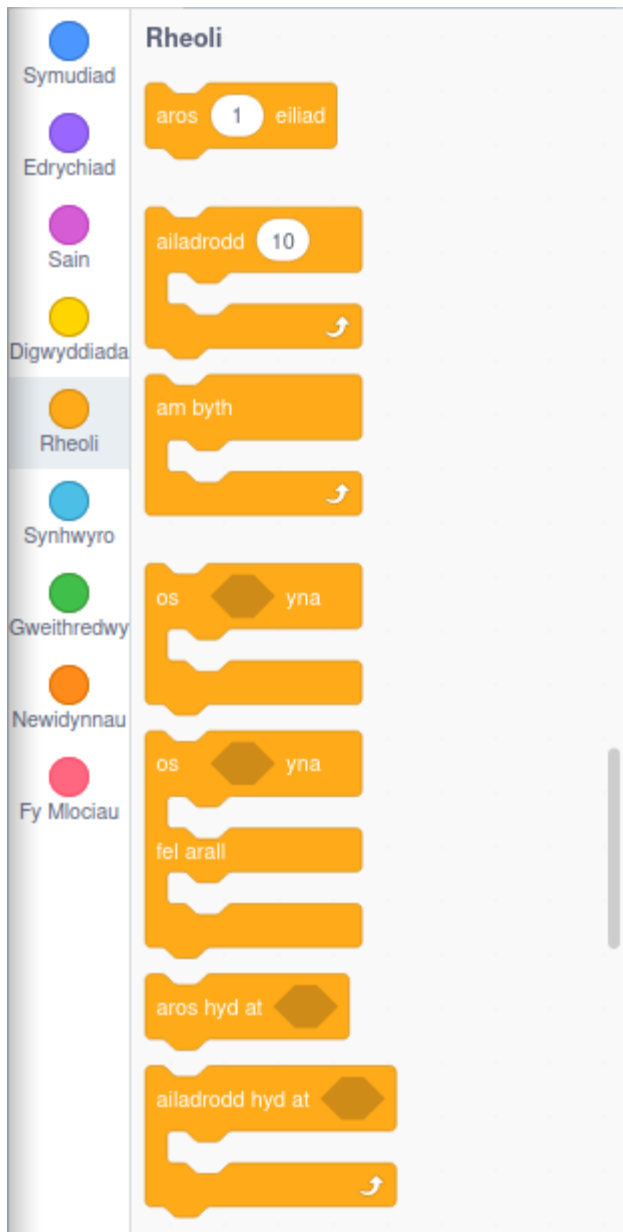 Symudiad
Edrychiad
Sain
Digwyddiada
Rheoli
Synhwyro
Gweithredwy
Newidynnau
Fy Mlociau
Rheoli
aros 1 eiliad
ailadrodd 10
am byth
os yna
os yna
fel arall
aros hyd at
ailadrodd hyd at